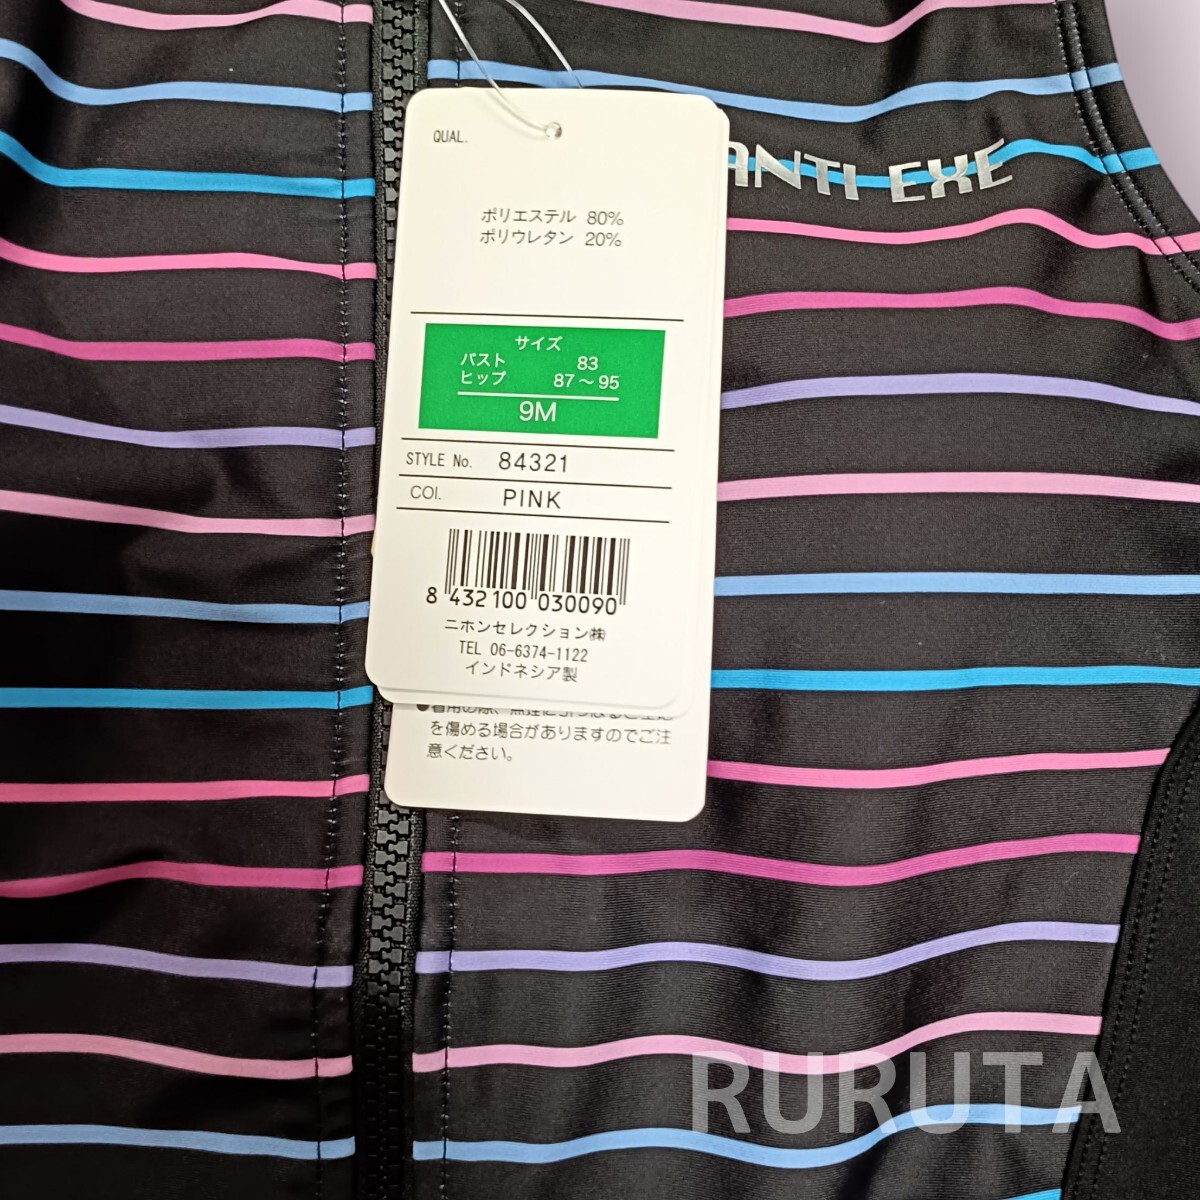 QUAL.
ポリエステル 80%
ポリウレタン 20%
サイズ
バスト 83
ヒップ 87～95
9M
STYLE No. 84321
COl. PINK
8 432100 030090
ニホンセレクション㈱
TEL 06-6374-1122
インドネシア製
を傷める場合がありますのでご注
意ください。
ANTI EXE
RURUTA